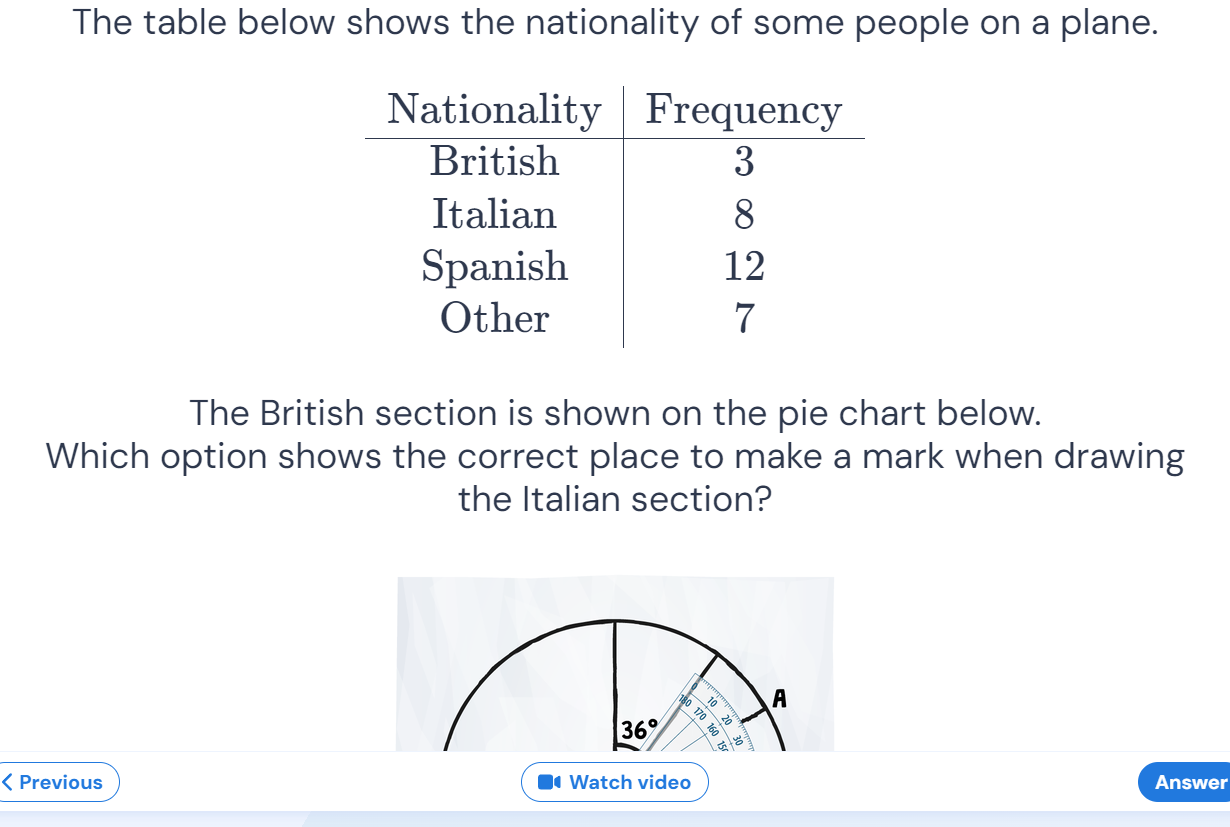 The table below shows the nationality of some people on a plane.
Nationality Frequency
British 3
Italian 8
Spanish 12
Other 7
The British section is shown on the pie chart below.
Which option shows the correct place to make a mark when drawing
the Italian section?
A
36°
0 10 20 30
180 170 160
Previous
Watch video
Answer